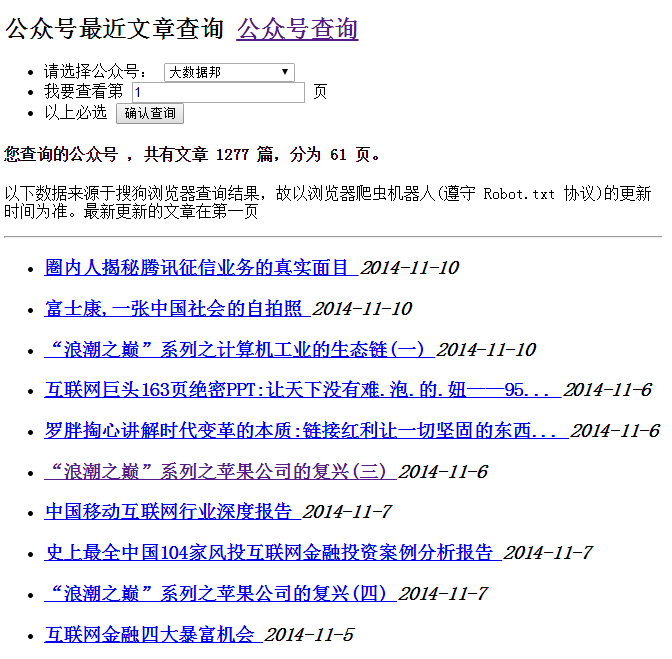 公众号最近文章查询 公众号查询
请选择公众号： 大数据邦
我要查看第 1 页
以上必选 确认查询
您查询的公众号 ，共有文章 1277 篇，分为 61 页。
以下数据来源于搜狗浏览器查询结果，故以浏览器爬虫机器人(遵守 Robot.txt 协议)的更新
时间为准。最新更新的文章在第一页
圈内人揭秘腾讯征信业务的真实面目 2014-11-10
富士康,一张中国社会的自拍照 2014-11-10
“浪潮之巅”系列之计算机工业的生态链(一) 2014-11-10
互联网巨头163页绝密PPT:让天下没有难.泡.的.妞——95... 2014-11-6
罗胖掏心讲解时代变革的本质:链接红利让一切坚固的东西... 2014-11-6
“浪潮之巅”系列之苹果公司的复兴(三) 2014-11-6
中国移动互联网行业深度报告 2014-11-7
史上最全中国104家风投互联网金融投资案例分析报告 2014-11-7
“浪潮之巅”系列之苹果公司的复兴(四) 2014-11-7
互联网金融四大暴富机会 2014-11-5